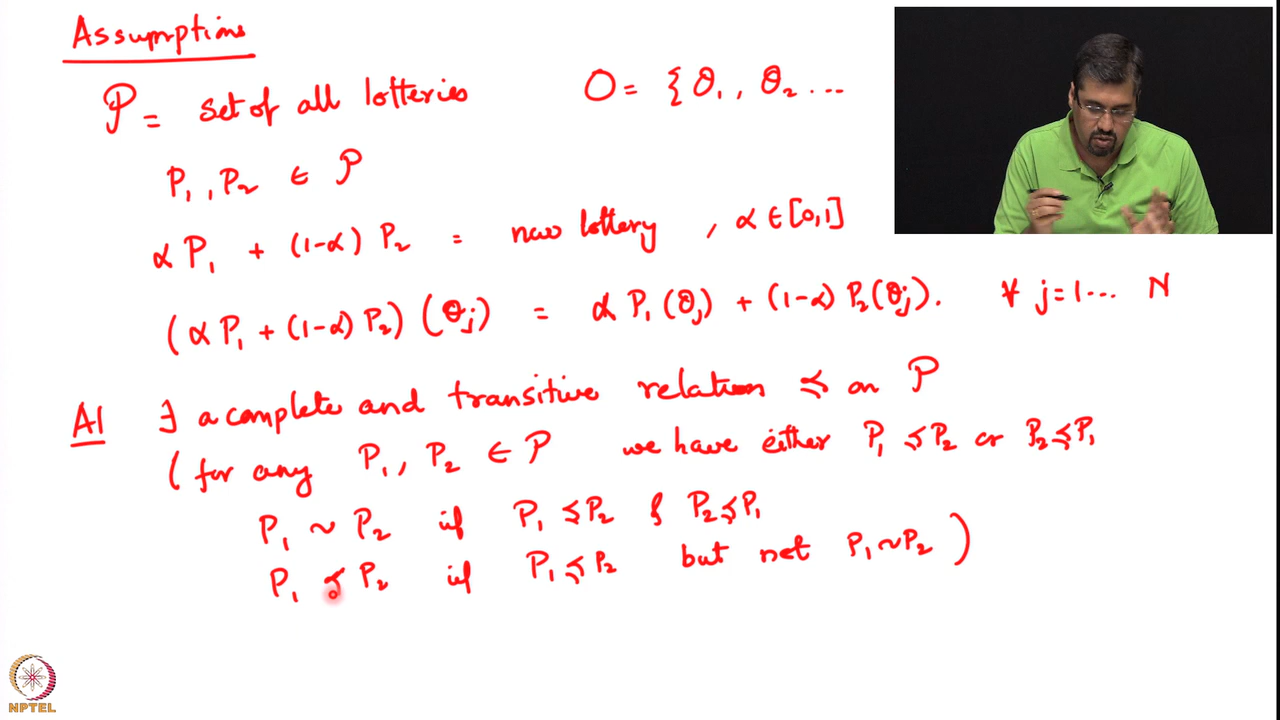 Assumptions
𝒫 = set of all lotteries O = { θ₁, θ₂ ...
P₁, P₂ ∈ 𝒫
α P₁ + (1-α) P₂ = new lottery , α ∈ [0,1]
(α P₁ + (1-α) P₂) (θⱼ) = α P₁ (θⱼ) + (1-α) P₂(θⱼ). ∀ j=1... N
A1 ∃ a complete and transitive relation ≼ on 𝒫
(for any P₁, P₂ ∈ 𝒫 we have either P₁ ≼ P₂ or P₂ ≼ P₁
P₁ ~ P₂ if P₁ ≼ P₂ & P₂ ≼ P₁
P₁ ≺ P₂ if P₁ ≼ P₂ but not P₁ ~ P₂ )
NPTEL